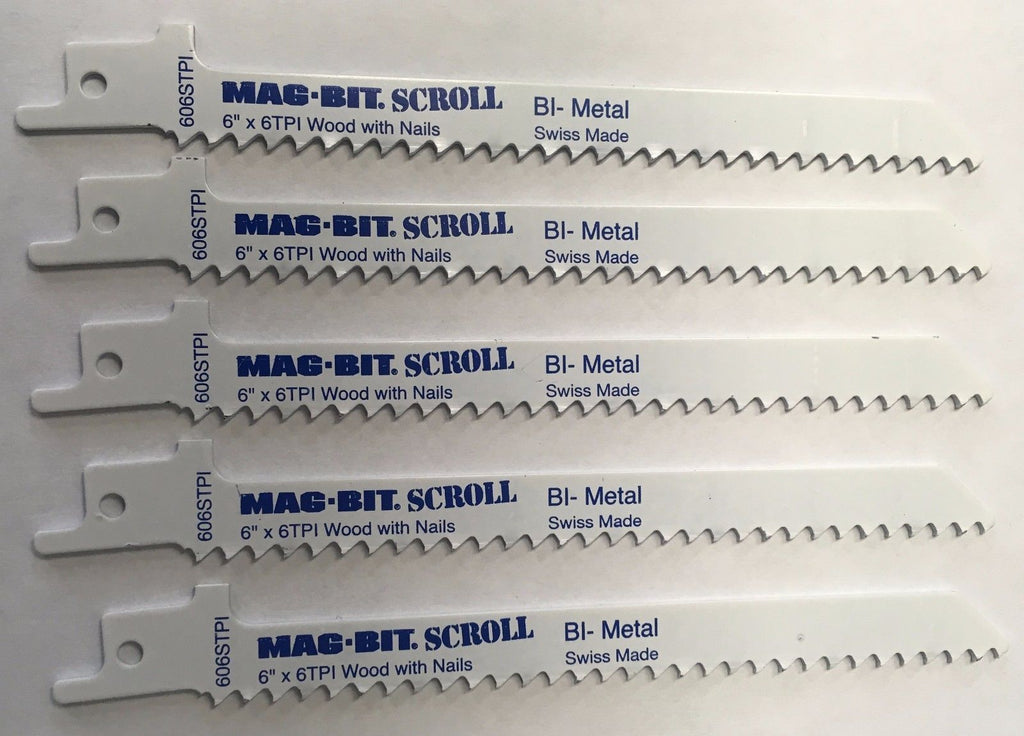 606STPI
MAG-BIT. SCROLL BI- Metal
6" x 6TPI Wood with Nails Swiss Made
606STPI
MAG-BIT. SCROLL BI- Metal
6" x 6TPI Wood with Nails Swiss Made
606STPI
MAG-BIT. SCROLL BI- Metal
6" x 6TPI Wood with Nails Swiss Made
606STPI
MAG-BIT. SCROLL BI- Metal
6" x 6TPI Wood with Nails Swiss Made
606STPI
MAG-BIT. SCROLL BI- Metal
6" x 6TPI Wood with Nails Swiss Made